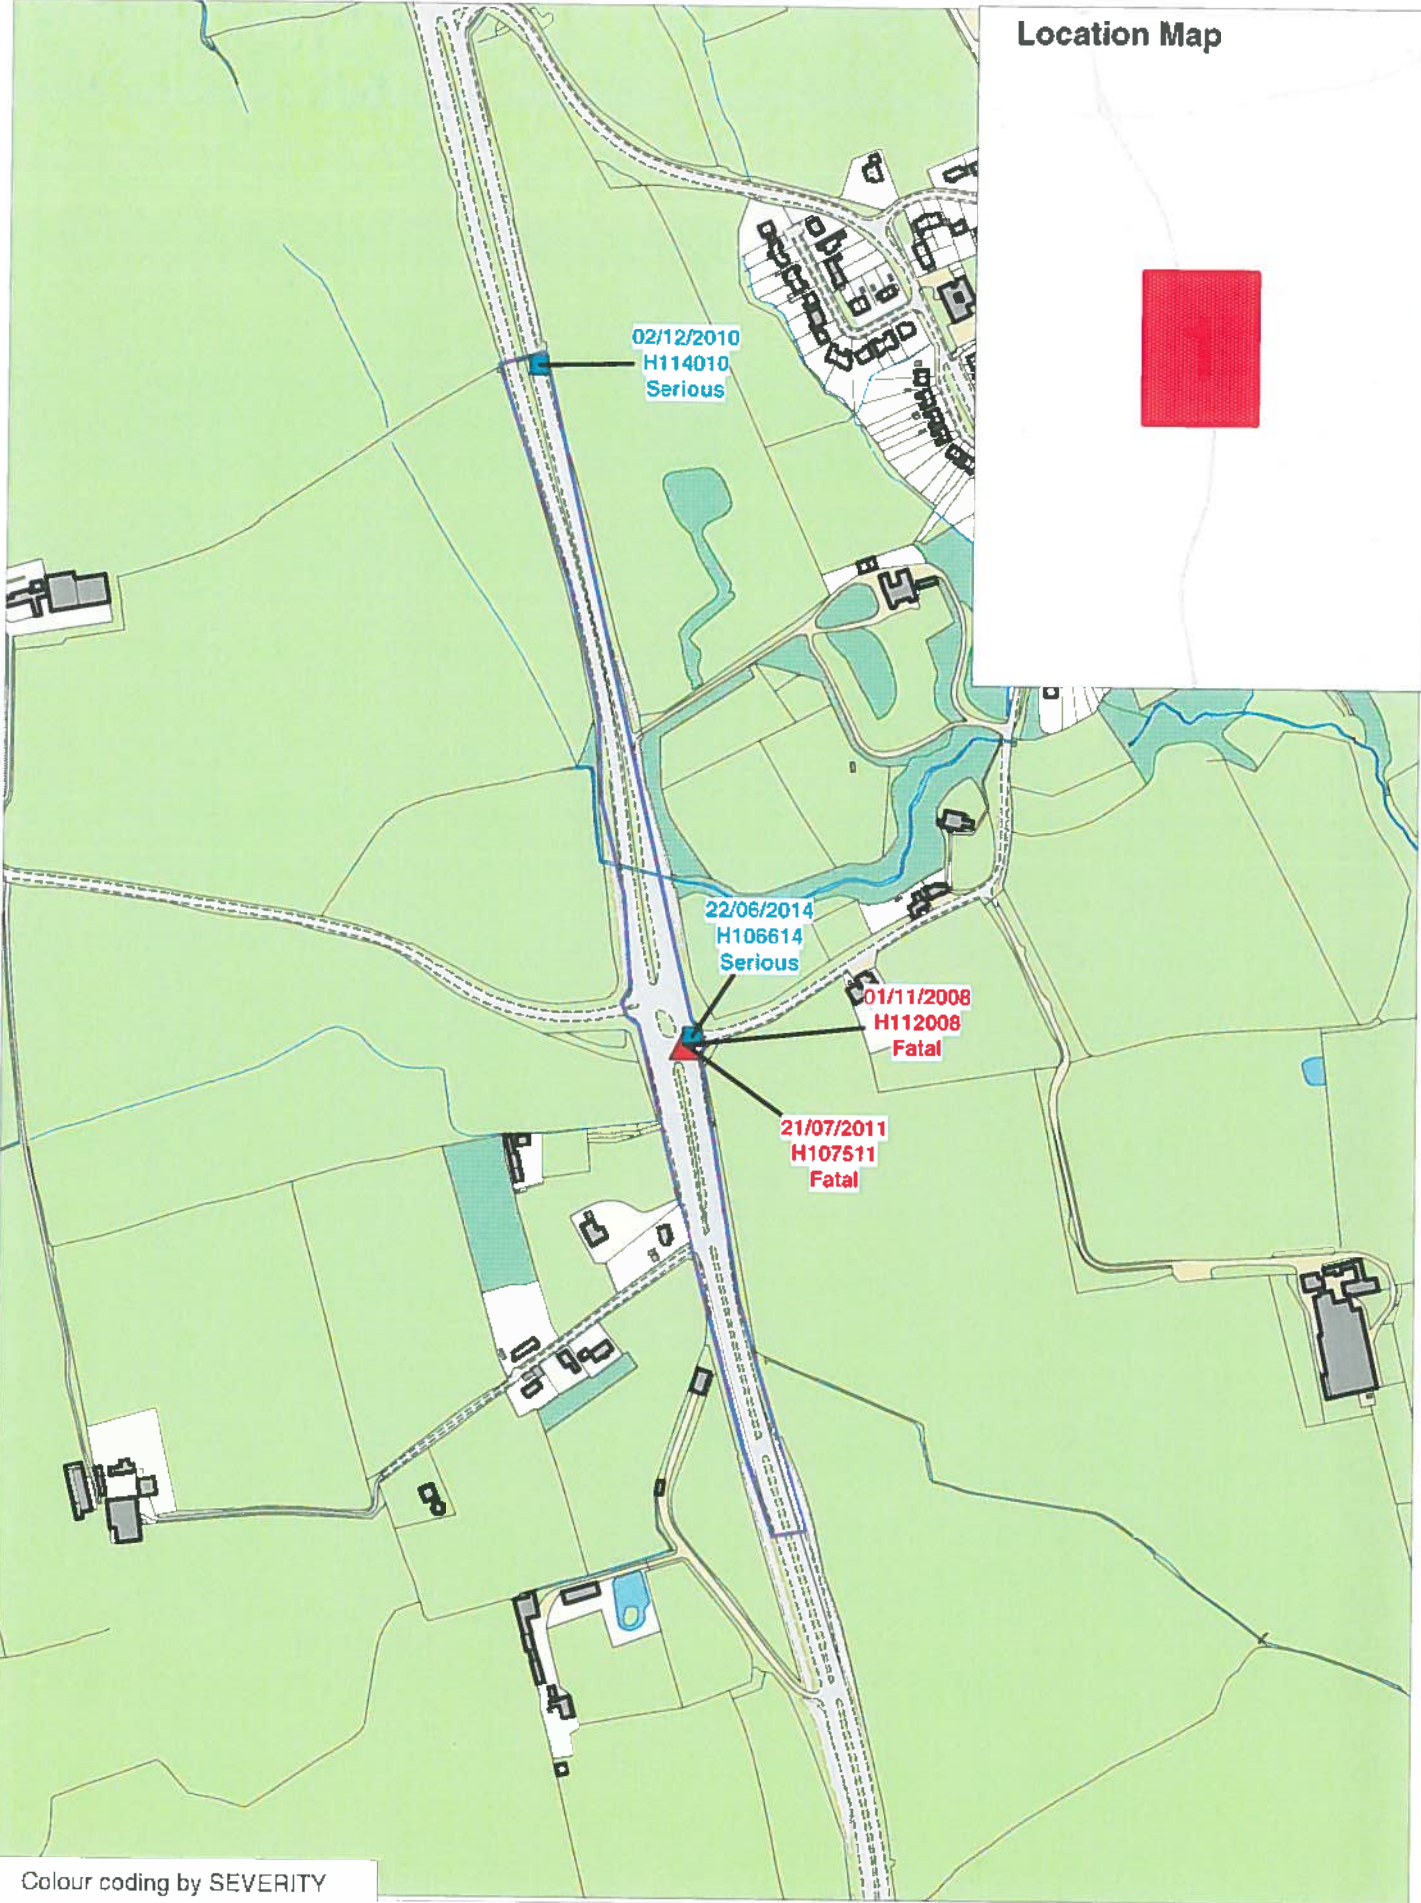 Location Map
1
02/12/2010
H114010
Serious
22/06/2014
H106614
Serious
01/11/2008
H112008
Fatal
21/07/2011
H107511
Fatal
Colour coding by SEVERITY